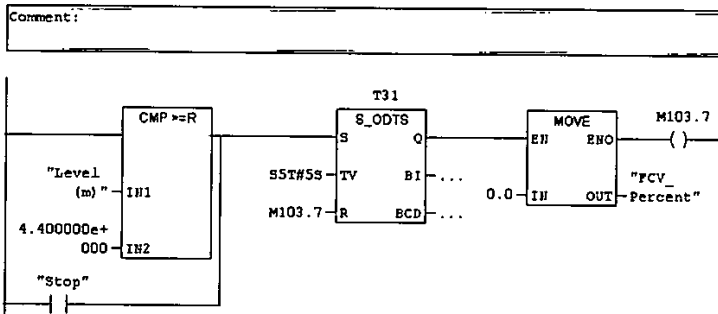 Comment:
T31
CMP >=R
S_ODTS
MOVE
M103.7
S
Q
EN
ENO
"Level
(m)"
IN1
S5T#5S
TV
BI
...
0.0
IN
OUT
"FCV_
Percent"
4.400000e+
000
IN2
M103.7
R
BCD
...
"Stop"